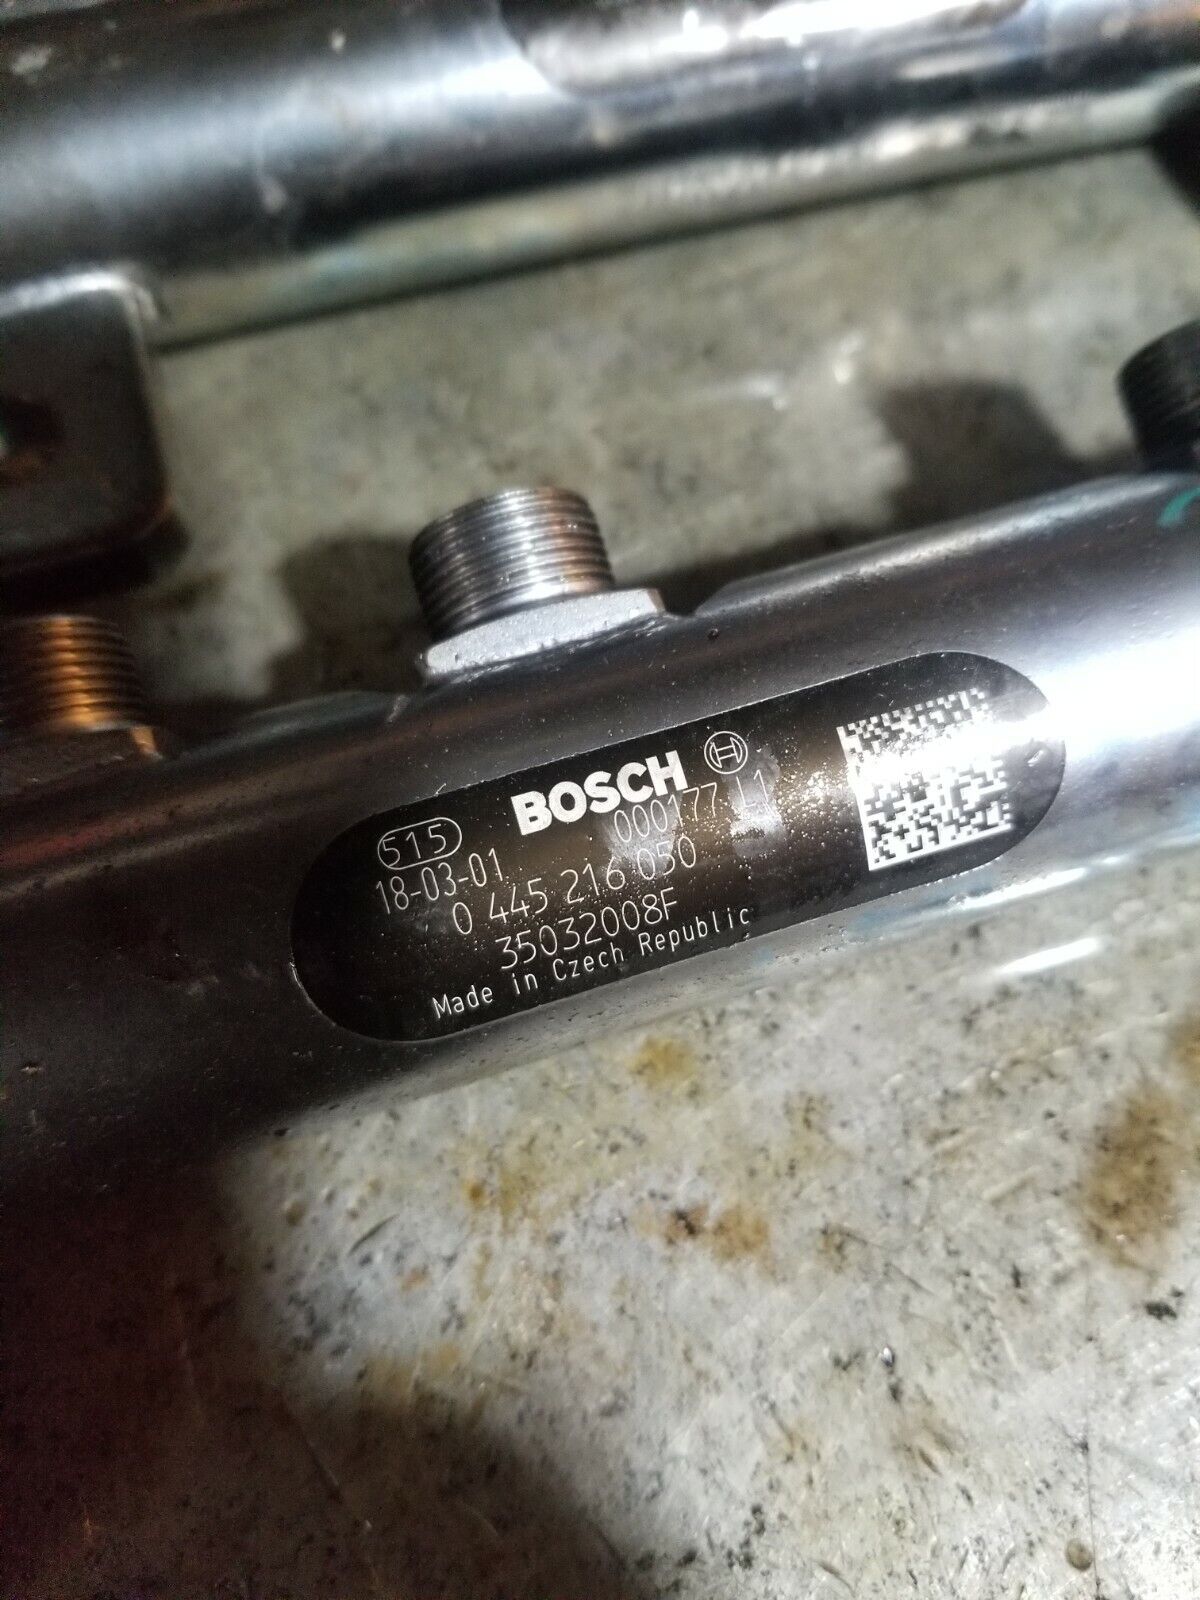 515 BOSCH
18-03-01 000177 L1
0 445 216 050
35032008F
Made in Czech Republic